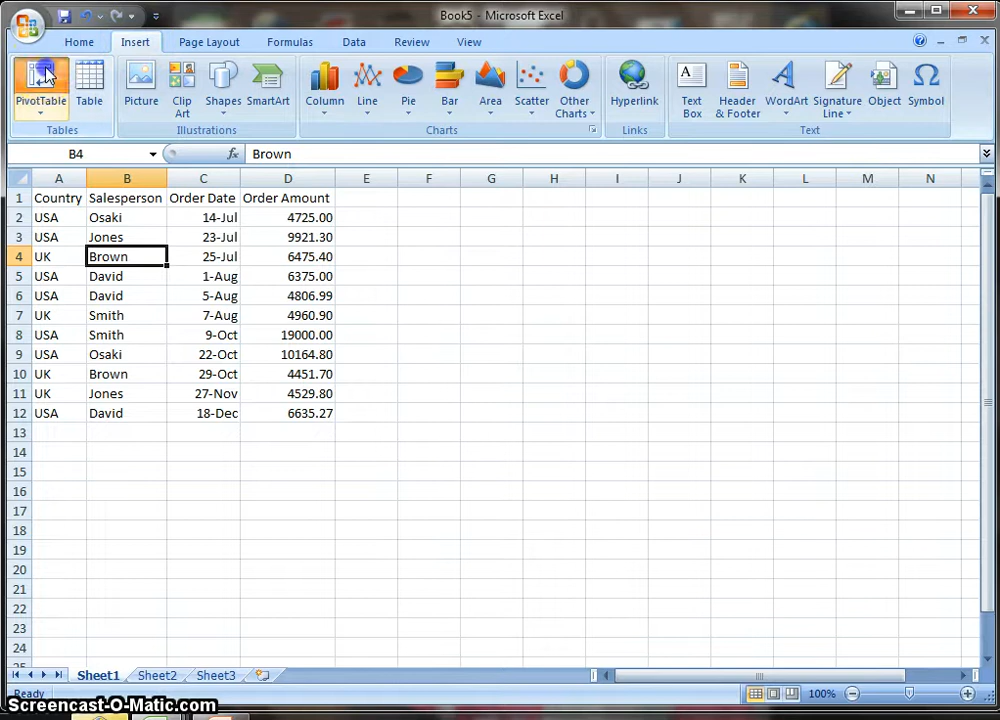 Book5 - Microsoft Excel
Home Insert Page Layout Formulas Data Review View
PivotTable Table Picture Clip Art Shapes SmartArt Column Line Pie Bar Area Scatter Other Charts Hyperlink Text Box Header & Footer WordArt Signature Line Object Symbol
Tables Illustrations Charts Links Text
B4 fx Brown
A B C D E F G H I J K L M N
1 Country Salesperson Order Date Order Amount
2 USA Osaki 14-Jul 4725.00
3 USA Jones 23-Jul 9921.30
4 UK Brown 25-Jul 6475.40
5 USA David 1-Aug 6375.00
6 USA David 5-Aug 4806.99
7 UK Smith 7-Aug 4960.90
8 USA Smith 9-Oct 19000.00
9 USA Osaki 22-Oct 10164.80
10 UK Brown 29-Oct 4451.70
11 UK Jones 27-Nov 4529.80
12 USA David 18-Dec 6635.27
13
14
15
16
17
18
19
20
21
22
23
24
25
Sheet1 Sheet2 Sheet3
Ready 100%
Screencast-O-Matic.com